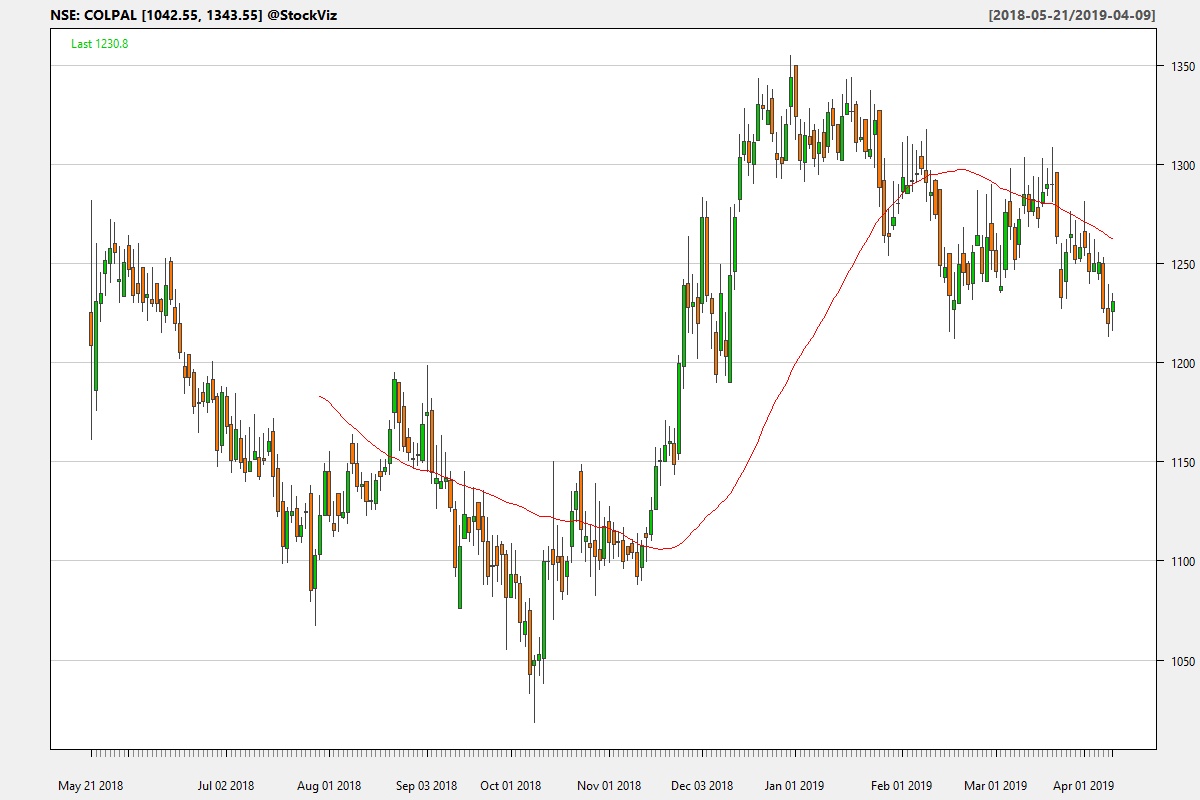 NSE: COLPAL [1042.55, 1343.55] @StockViz
[2018-05-21/2019-04-09]
Last 1230.8
1350
1300
1250
1200
1150
1100
1050
May 21 2018
Jul 02 2018
Aug 01 2018
Sep 03 2018
Oct 01 2018
Nov 01 2018
Dec 03 2018
Jan 01 2019
Feb 01 2019
Mar 01 2019
Apr 01 2019